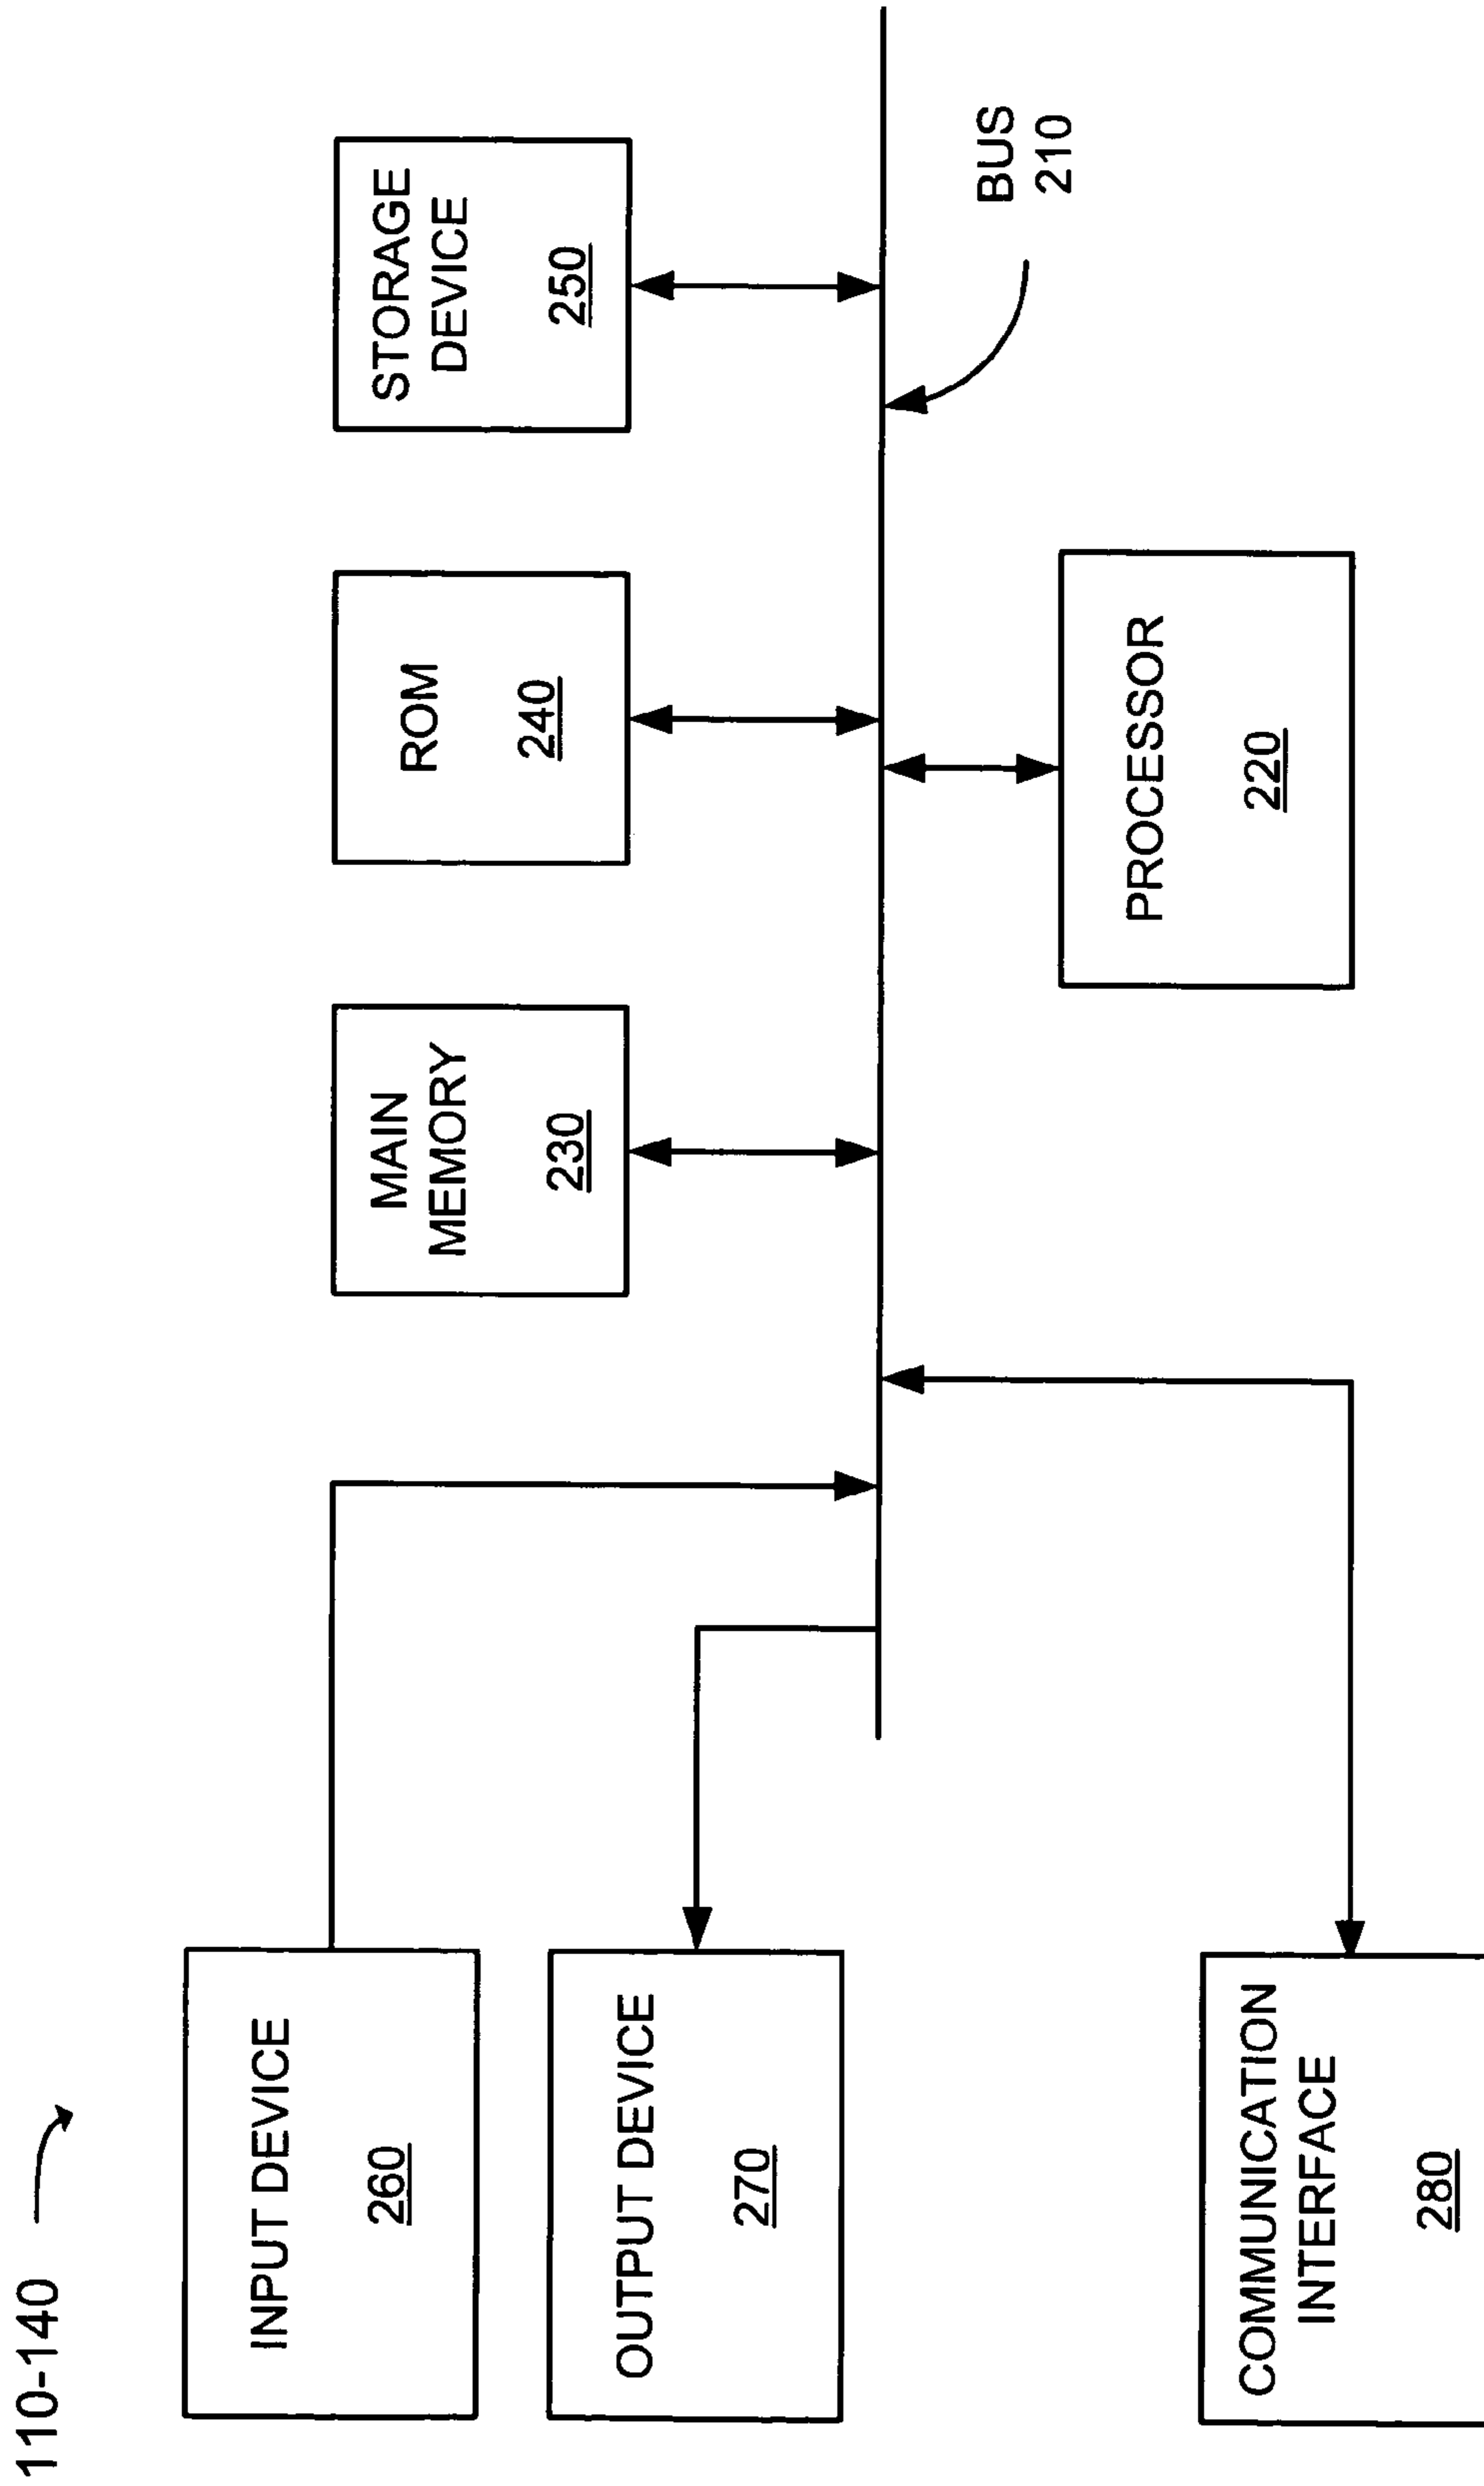 110-140
INPUT DEVICE
260
OUTPUT DEVICE
270
COMMUNICATION
INTERFACE
280
MAIN
MEMORY
230
ROM
240
STORAGE
DEVICE
250
PROCESSOR
220
BUS
210